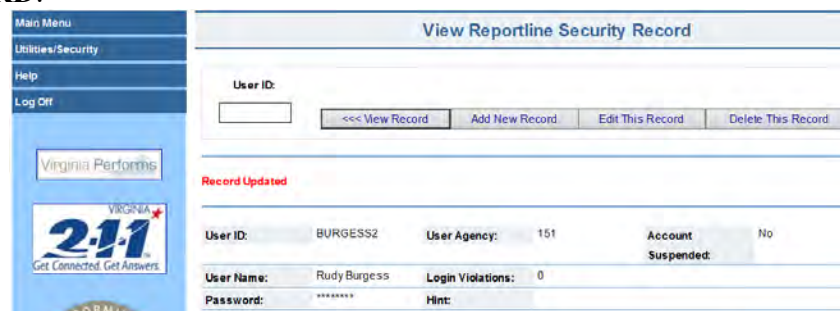 RD.
Main Menu
Utilities/Security
Help
Log Off
View Reportline Security Record
User ID:
<<< View Record Add New Record Edit This Record Delete This Record
Virginia Performs
Record Updated
VIRGINIA
2-1-1
Get Connected. Get Answers.
User ID: BURGESS2 User Agency: 151 Account Suspended: No
User Name: Rudy Burgess Login Violations: 0
Password: ******** Hint: